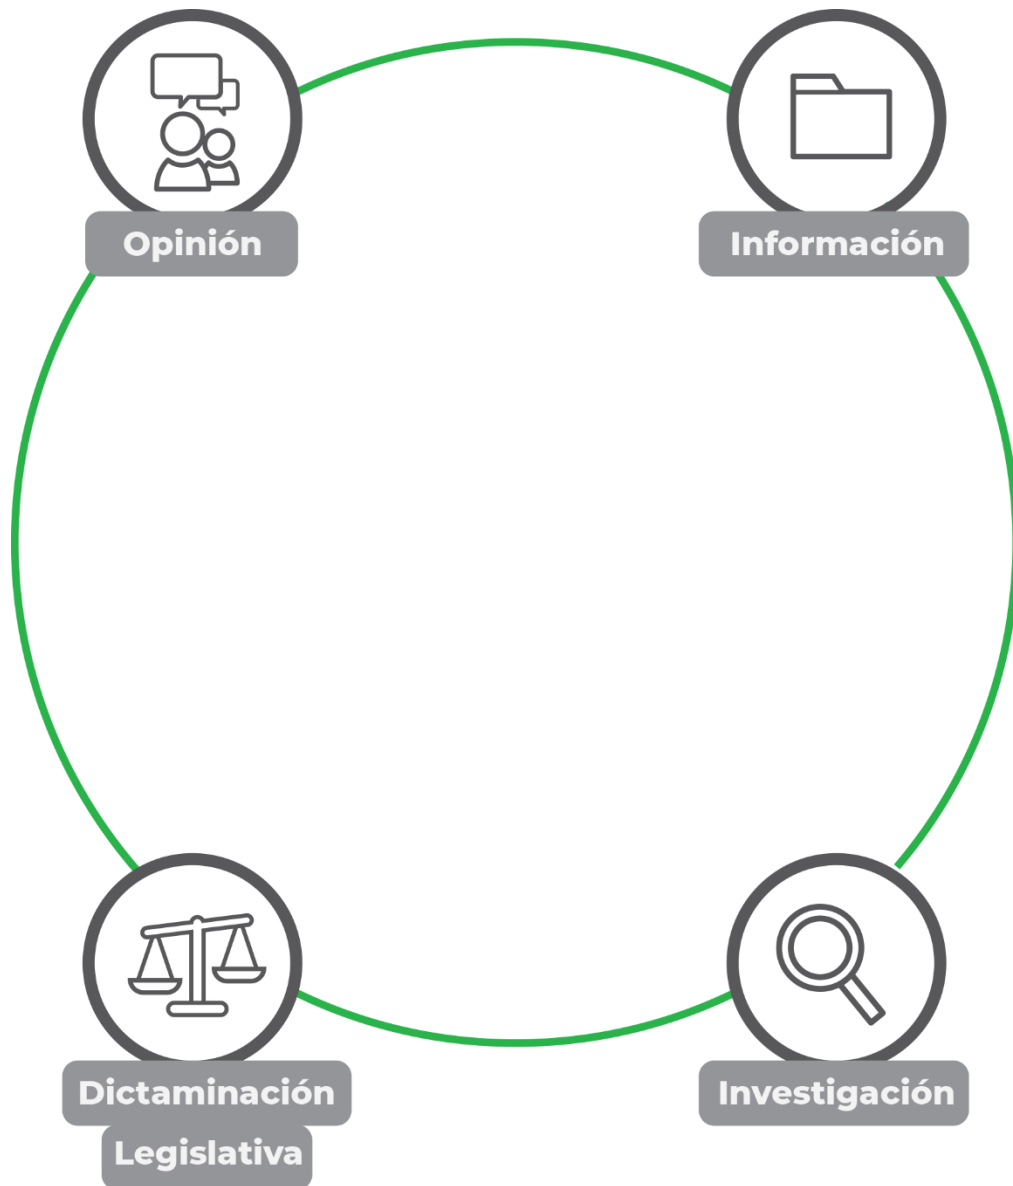 Opinión
Información
Dictaminación
Legislativa
Investigación